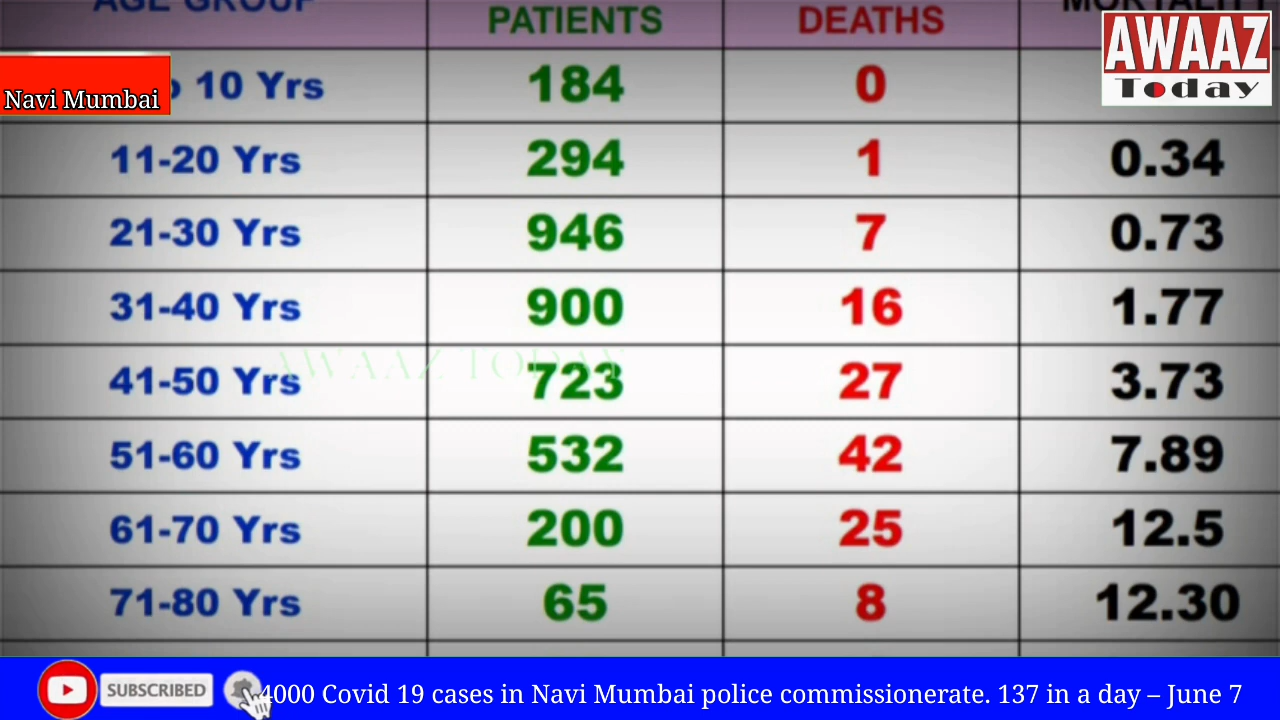 AGE GROUP PATIENTS DEATHS MORTALITY
AWAAZ
Today
Navi Mumbai
10 Yrs 184 0
11-20 Yrs 294 1 0.34
21-30 Yrs 946 7 0.73
31-40 Yrs 900 16 1.77
AWAAZ TODAY
41-50 Yrs 723 27 3.73
51-60 Yrs 532 42 7.89
61-70 Yrs 200 25 12.5
71-80 Yrs 65 8 12.30
SUBSCRIBED
4000 Covid 19 cases in Navi Mumbai police commissionerate. 137 in a day – June 7